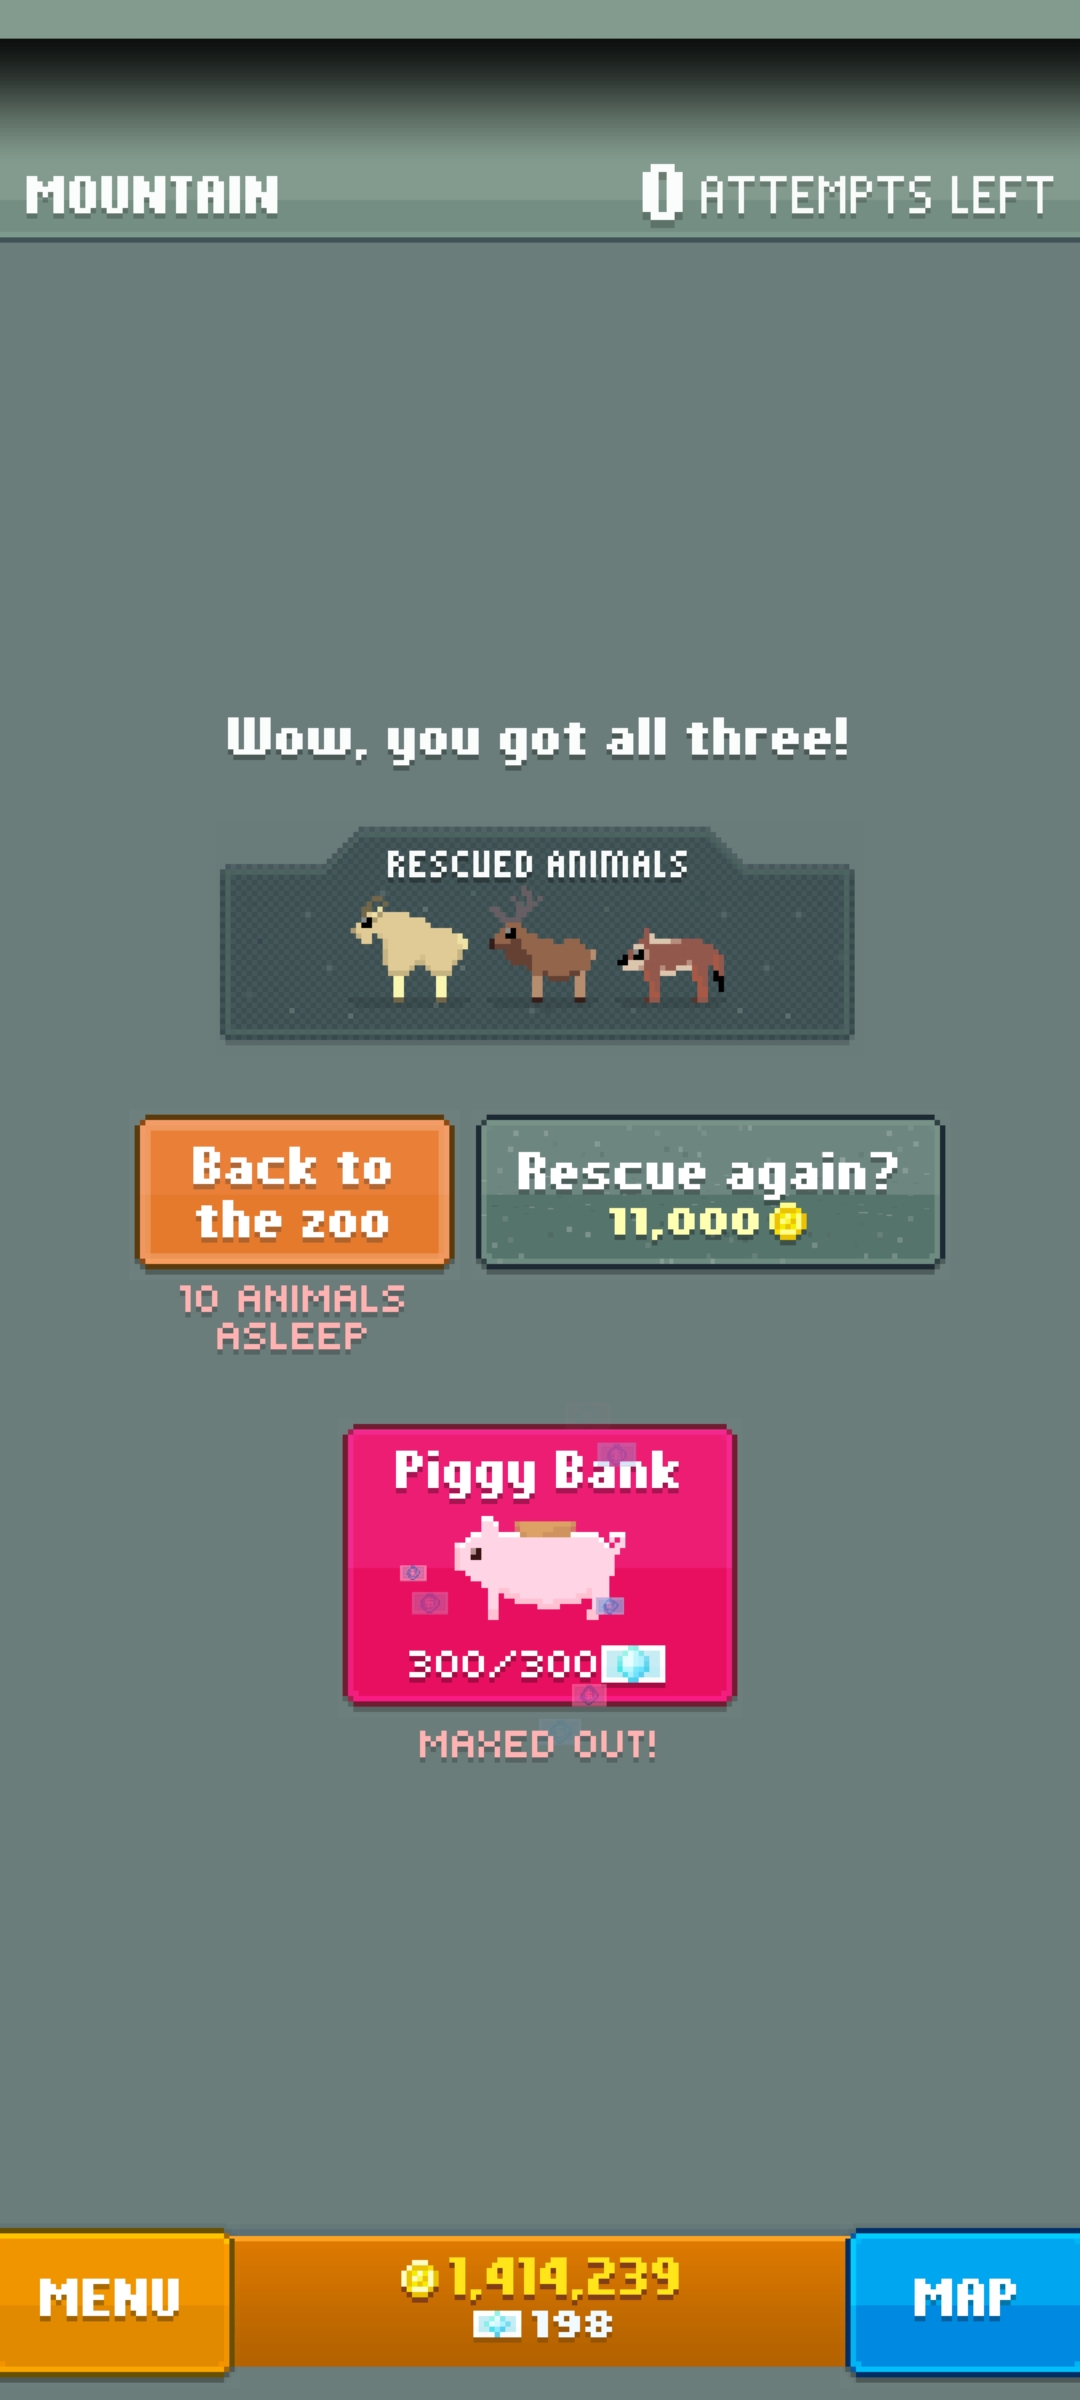 MOUNTAIN
0 ATTEMPTS LEFT
Wow, you got all three!
RESCUED ANIMALS
Back to
the zoo
Rescue again?
11,000
10 ANIMALS
ASLEEP
Piggy Bank
300/300
MAXED OUT!
MENU
1,414,239
198
MAP